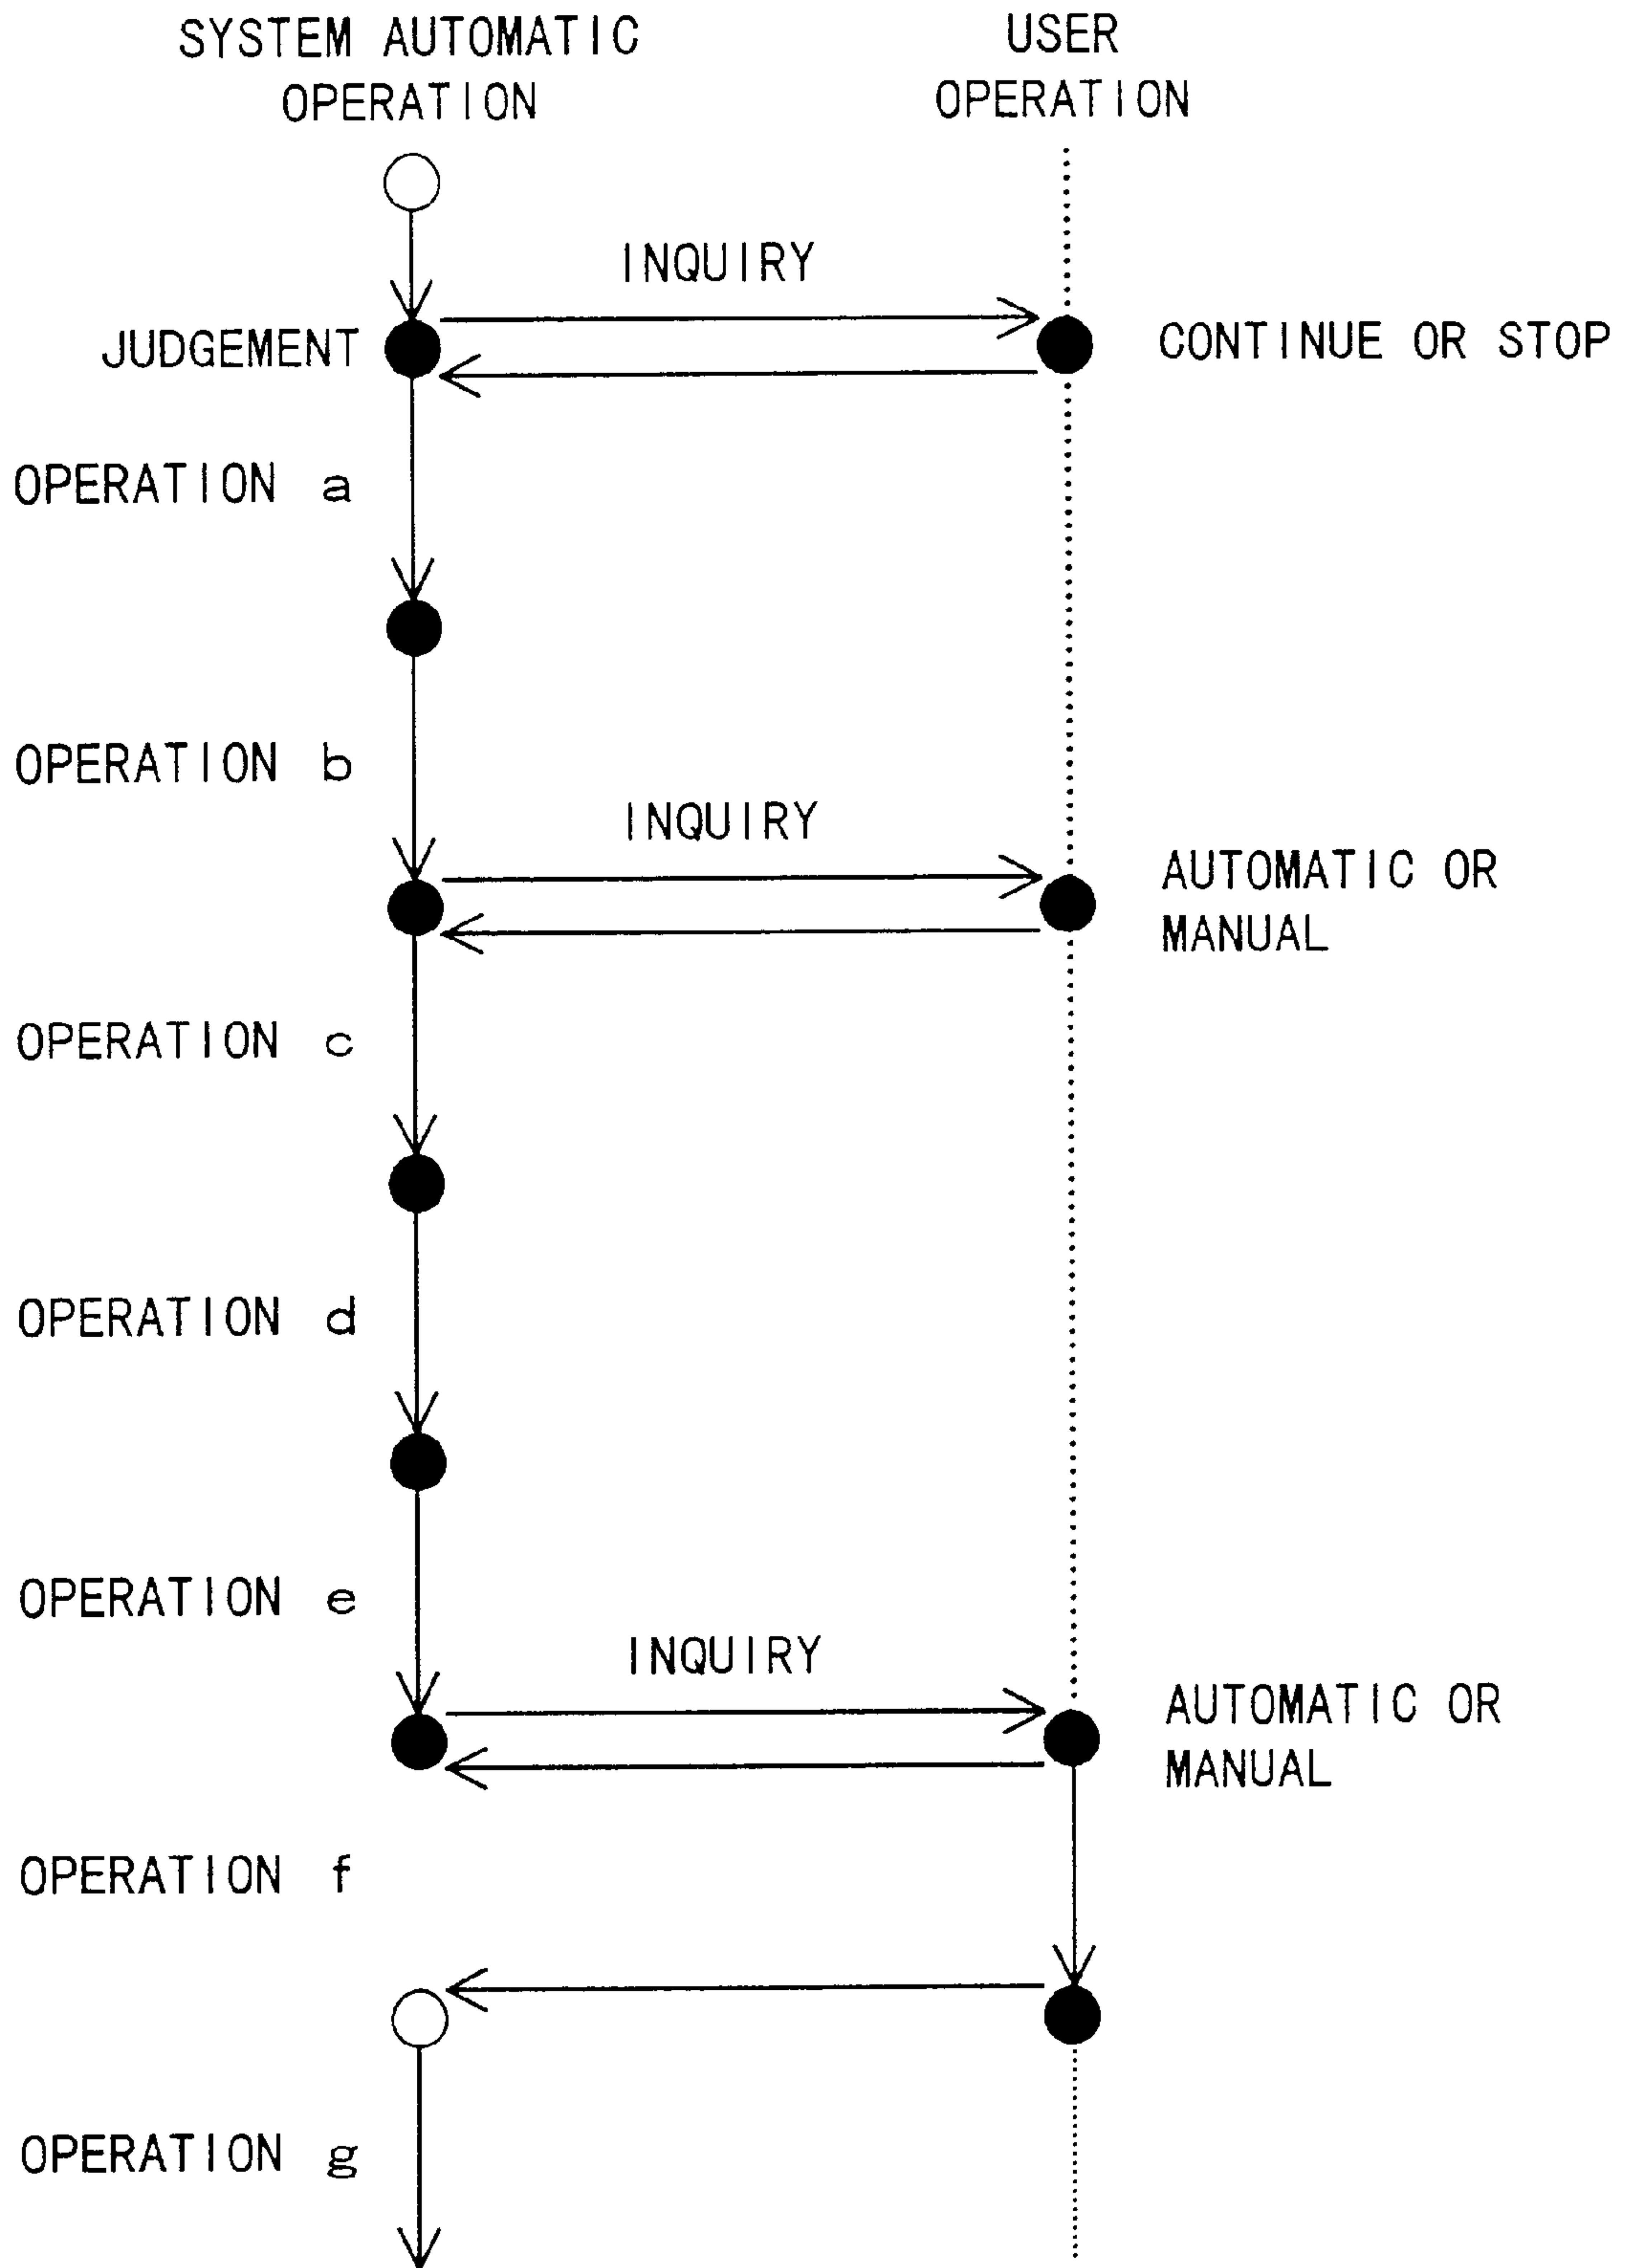 SYSTEM AUTOMATIC
OPERATION
USER
OPERATION
INQUIRY
JUDGEMENT
CONTINUE OR STOP
OPERATION a
OPERATION b
INQUIRY
AUTOMATIC OR
MANUAL
OPERATION c
OPERATION d
OPERATION e
INQUIRY
AUTOMATIC OR
MANUAL
OPERATION f
OPERATION g